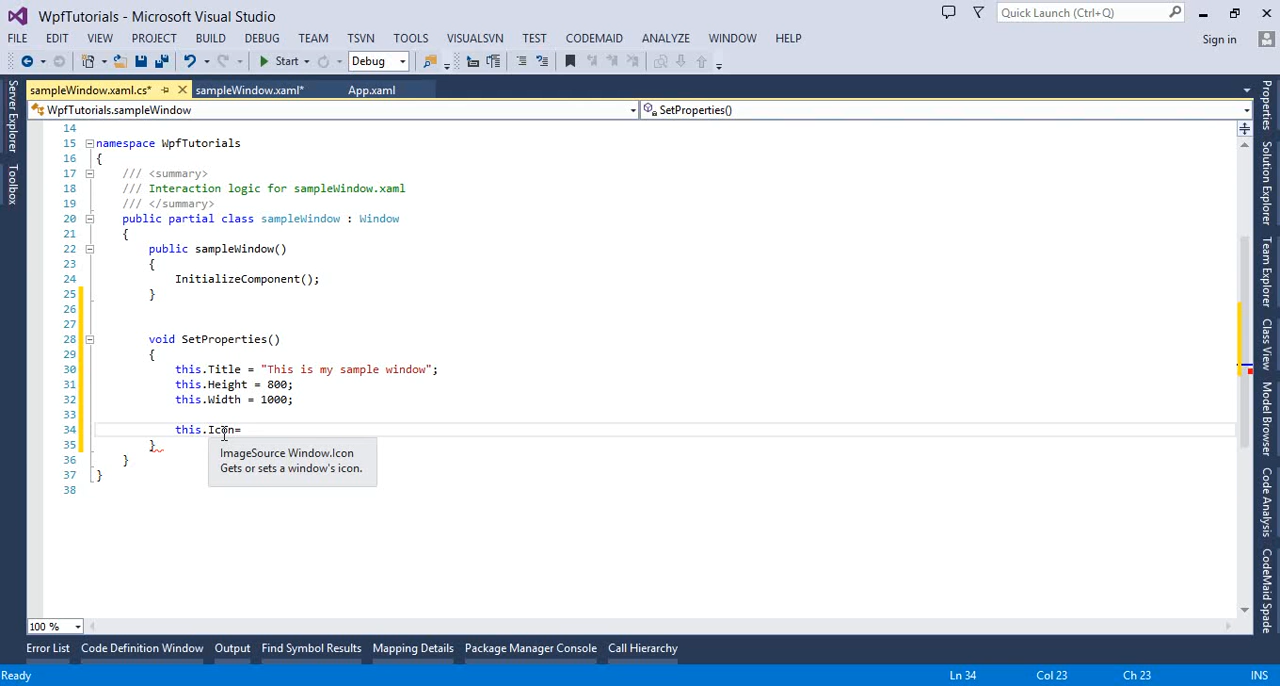 WpfTutorials - Microsoft Visual Studio
Quick Launch (Ctrl+Q)
FILE EDIT VIEW PROJECT BUILD DEBUG TEAM TSVN TOOLS VISUALSVN TEST CODEMAID ANALYZE WINDOW HELP
Sign in
Start Debug
sampleWindow.xaml.cs* sampleWindow.xaml* App.xaml
WpfTutorials.sampleWindow SetProperties()
14
15 namespace WpfTutorials
16 {
17 /// <summary>
18 /// Interaction logic for sampleWindow.xaml
19 /// </summary>
20 public partial class sampleWindow : Window
21 {
22 public sampleWindow()
23 {
24 InitializeComponent();
25 }
26
27
28 void SetProperties()
29 {
30 this.Title = "This is my sample window";
31 this.Height = 800;
32 this.Width = 1000;
33
34 this.Icon=
35 }
36 }
37 }
38
ImageSource Window.Icon
Gets or sets a window's icon.
Server Explorer
Toolbox
Properties
Solution Explorer
Team Explorer
Class View
Model Browser
Code Analysis
CodeMaid Spade
100 %
Error List Code Definition Window Output Find Symbol Results Mapping Details Package Manager Console Call Hierarchy
Ready Ln 34 Col 23 Ch 23 INS